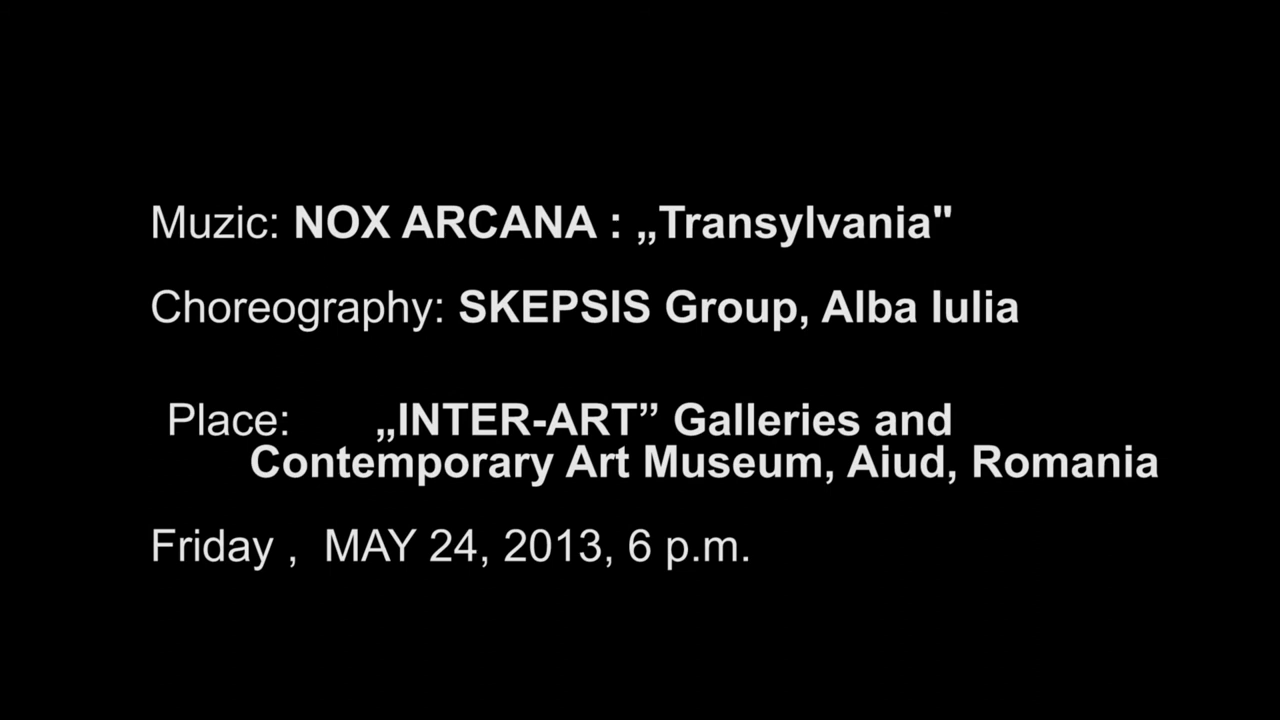 Muzic: NOX ARCANA : „Transylvania"
Choreography: SKEPSIS Group, Alba Iulia
Place: „INTER-ART” Galleries and
Contemporary Art Museum, Aiud, Romania
Friday , MAY 24, 2013, 6 p.m.